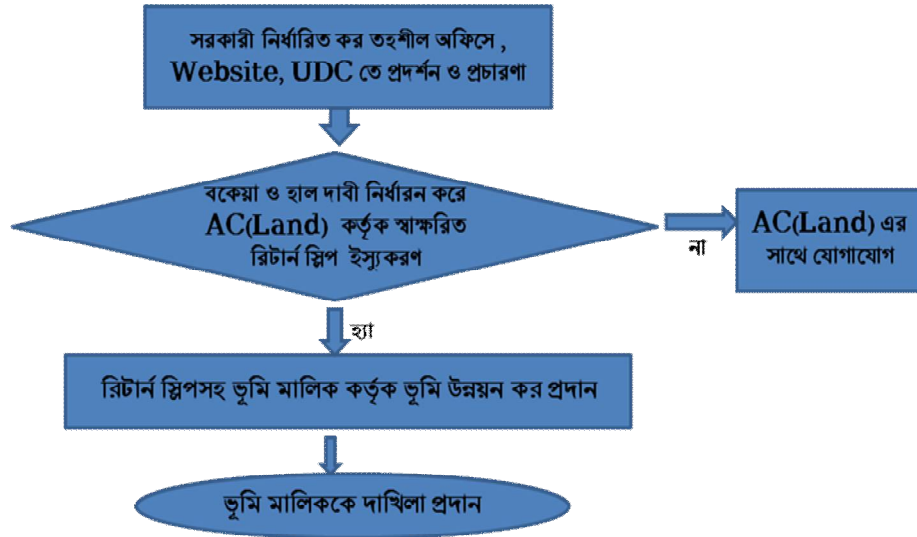 সরকারী নির্ধারিত কর তহশীল অফিসে ,
Website, UDC তে প্রদর্শন ও প্রচারণা
বকেয়া ও হাল দাবী নির্ধারন করে
AC(Land) কর্তৃক স্বাক্ষরিত
রিটার্ন স্লিপ ইস্যুকরণ
না
AC(Land) এর
সাথে যোগাযোগ
হ্যা
রিটার্ন স্লিপসহ ভূমি মালিক কর্তৃক ভূমি উন্নয়ন কর প্রদান
ভূমি মালিককে দাখিলা প্রদান